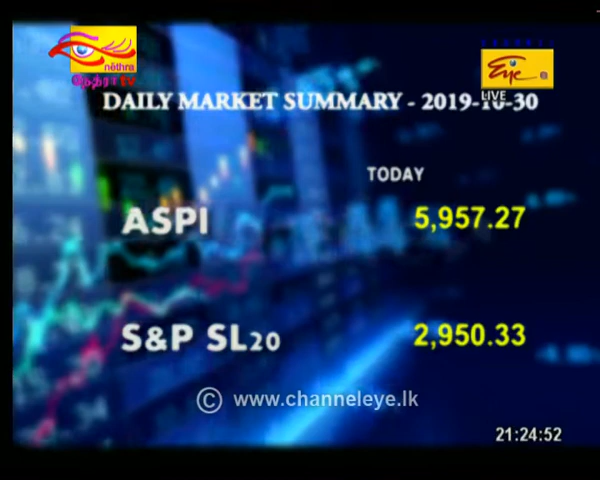 nethra
நேத்ரா TV
Eye
LIVE
DAILY MARKET SUMMARY - 2019-10-30
TODAY
ASPI 5,957.27
S&P SL20 2,950.33
© www.channeleye.lk
21:24:52